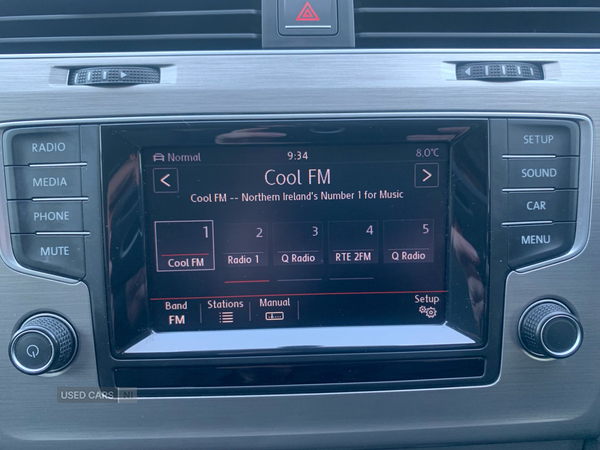 Normal 9:34 8.0°C
< Cool FM >
Cool FM -- Northern Ireland's Number 1 for Music
1 2 3 4 5
Cool FM Radio 1 Q Radio RTE 2FM Q Radio
Band Stations Manual Setup
FM
RADIO
MEDIA
PHONE
MUTE
SETUP
SOUND
CAR
MENU
USED CARS NI